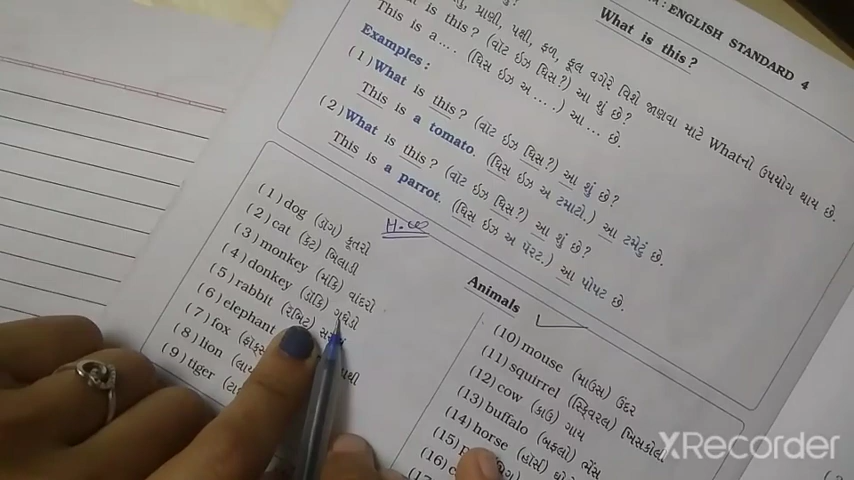 : ENGLISH STANDARD 4
What is this?
પ્રાણી, પક્ષી, ફળ, ફૂલ વગેરે વિશે જાણવા માટે Whatનો ઉપયોગ થાય છે.
is this? (વૉટ ઇઝ ધિસ?) આ શું છે?
This is a... (ધિસ ઇઝ અ .....) આ ... છે.
Examples :
(1) What is this? (વૉટ ઇઝ ધિસ?) આ શું છે?
This is a tomato. (ધિસ ઇઝ અ ટમાટો.) આ ટામેટું છે.
(2) What is this? (વૉટ ઇઝ ધિસ?) આ શું છે?
This is a parrot. (ધિસ ઇઝ અ પૅરટ.) આ પોપટ છે.
H.W
Animals
(1) dog (ડૉગ) કૂતરો
(2) cat (કૅટ) બિલાડી
(3) monkey (મંકિ) વાંદરો
(4) donkey (ડૉંકિ) ગધેડો
(5) rabbit (રૅબિટ)
(6) elephant
(7) fox
(8) lion
(9) tiger
(10) mouse (માઉસ) ઉંદર
(11) squirrel (સ્ક્વિરલ) ખિસકોલી
(12) cow (કાઉ) ગાય
(13) buffalo (બફલો) ભેંસ
(14) horse (હૉર્સ)
(15)
(16)
XRecorder